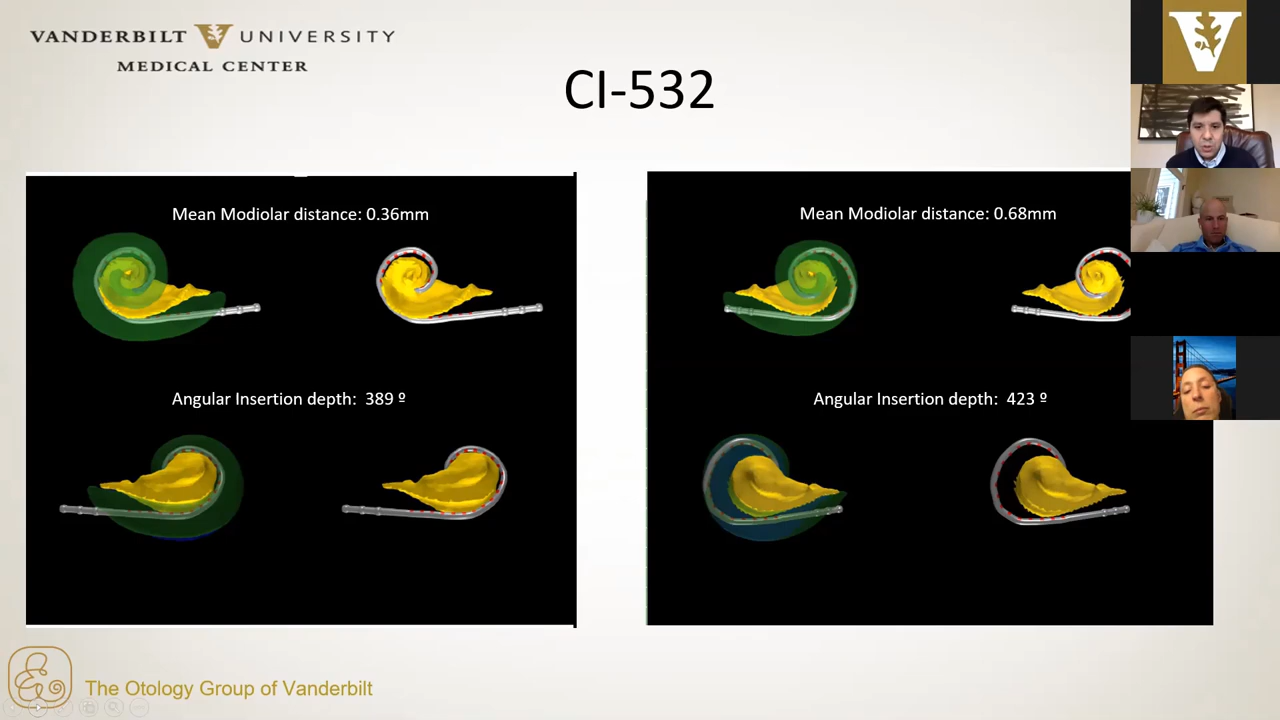 VANDERBILT V UNIVERSITY
MEDICAL CENTER
CI-532
Mean Modiolar distance: 0.36mm
Angular Insertion depth: 389 º
Mean Modiolar distance: 0.68mm
Angular Insertion depth: 423 º
The Otology Group of Vanderbilt
V